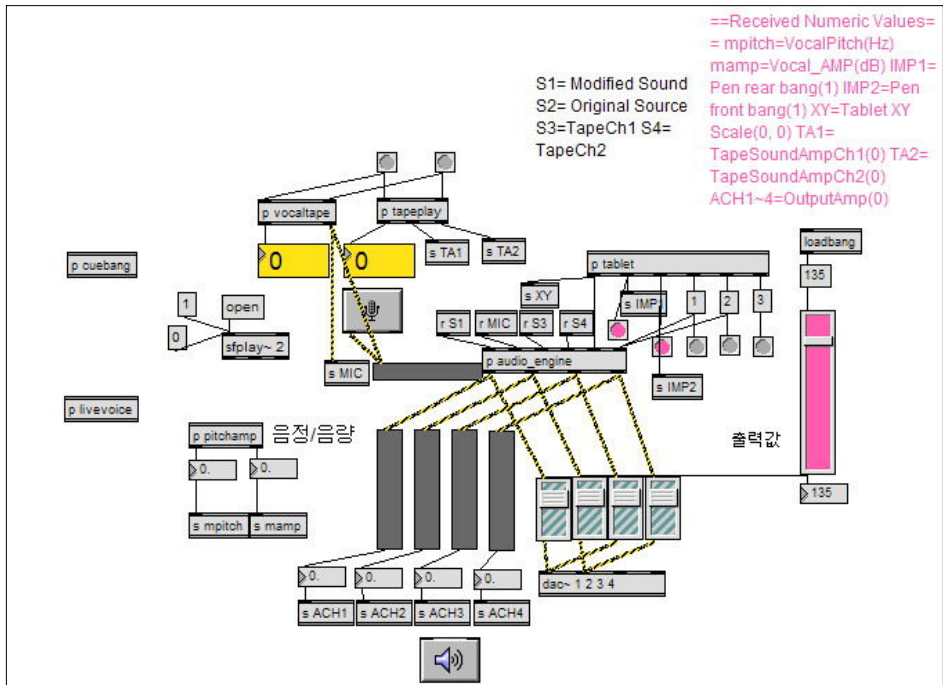 ==Received Numeric Values=
= mpitch=VocalPitch(Hz)
mamp=Vocal_AMP(dB) IMP1=
Pen rear bang(1) IMP2=Pen
front bang(1) XY=Tablet XY
Scale(0, 0) TA1=
TapeSoundAmpCh1(0) TA2=
TapeSoundAmpCh2(0)
ACH1~4=OutputAmp(0)
S1= Modified Sound
S2= Original Source
S3=TapeCh1 S4=
TapeCh2
p vocaltape
p tapeplay
0
0
s TA1
s TA2
p cuebang
loadbang
135
p tablet
s XY
s IMP1
1
2
3
1
open
0
sfplay~ 2
r S1
r MIC
r S3
r S4
p audio_engine
s MIC
s IMP2
p livevoice
p pitchamp
음정/음량
출력값
0.
0.
135
s mpitch
s mamp
0.
0.
0.
0.
dac~ 1 2 3 4
s ACH1
s ACH2
s ACH3
s ACH4